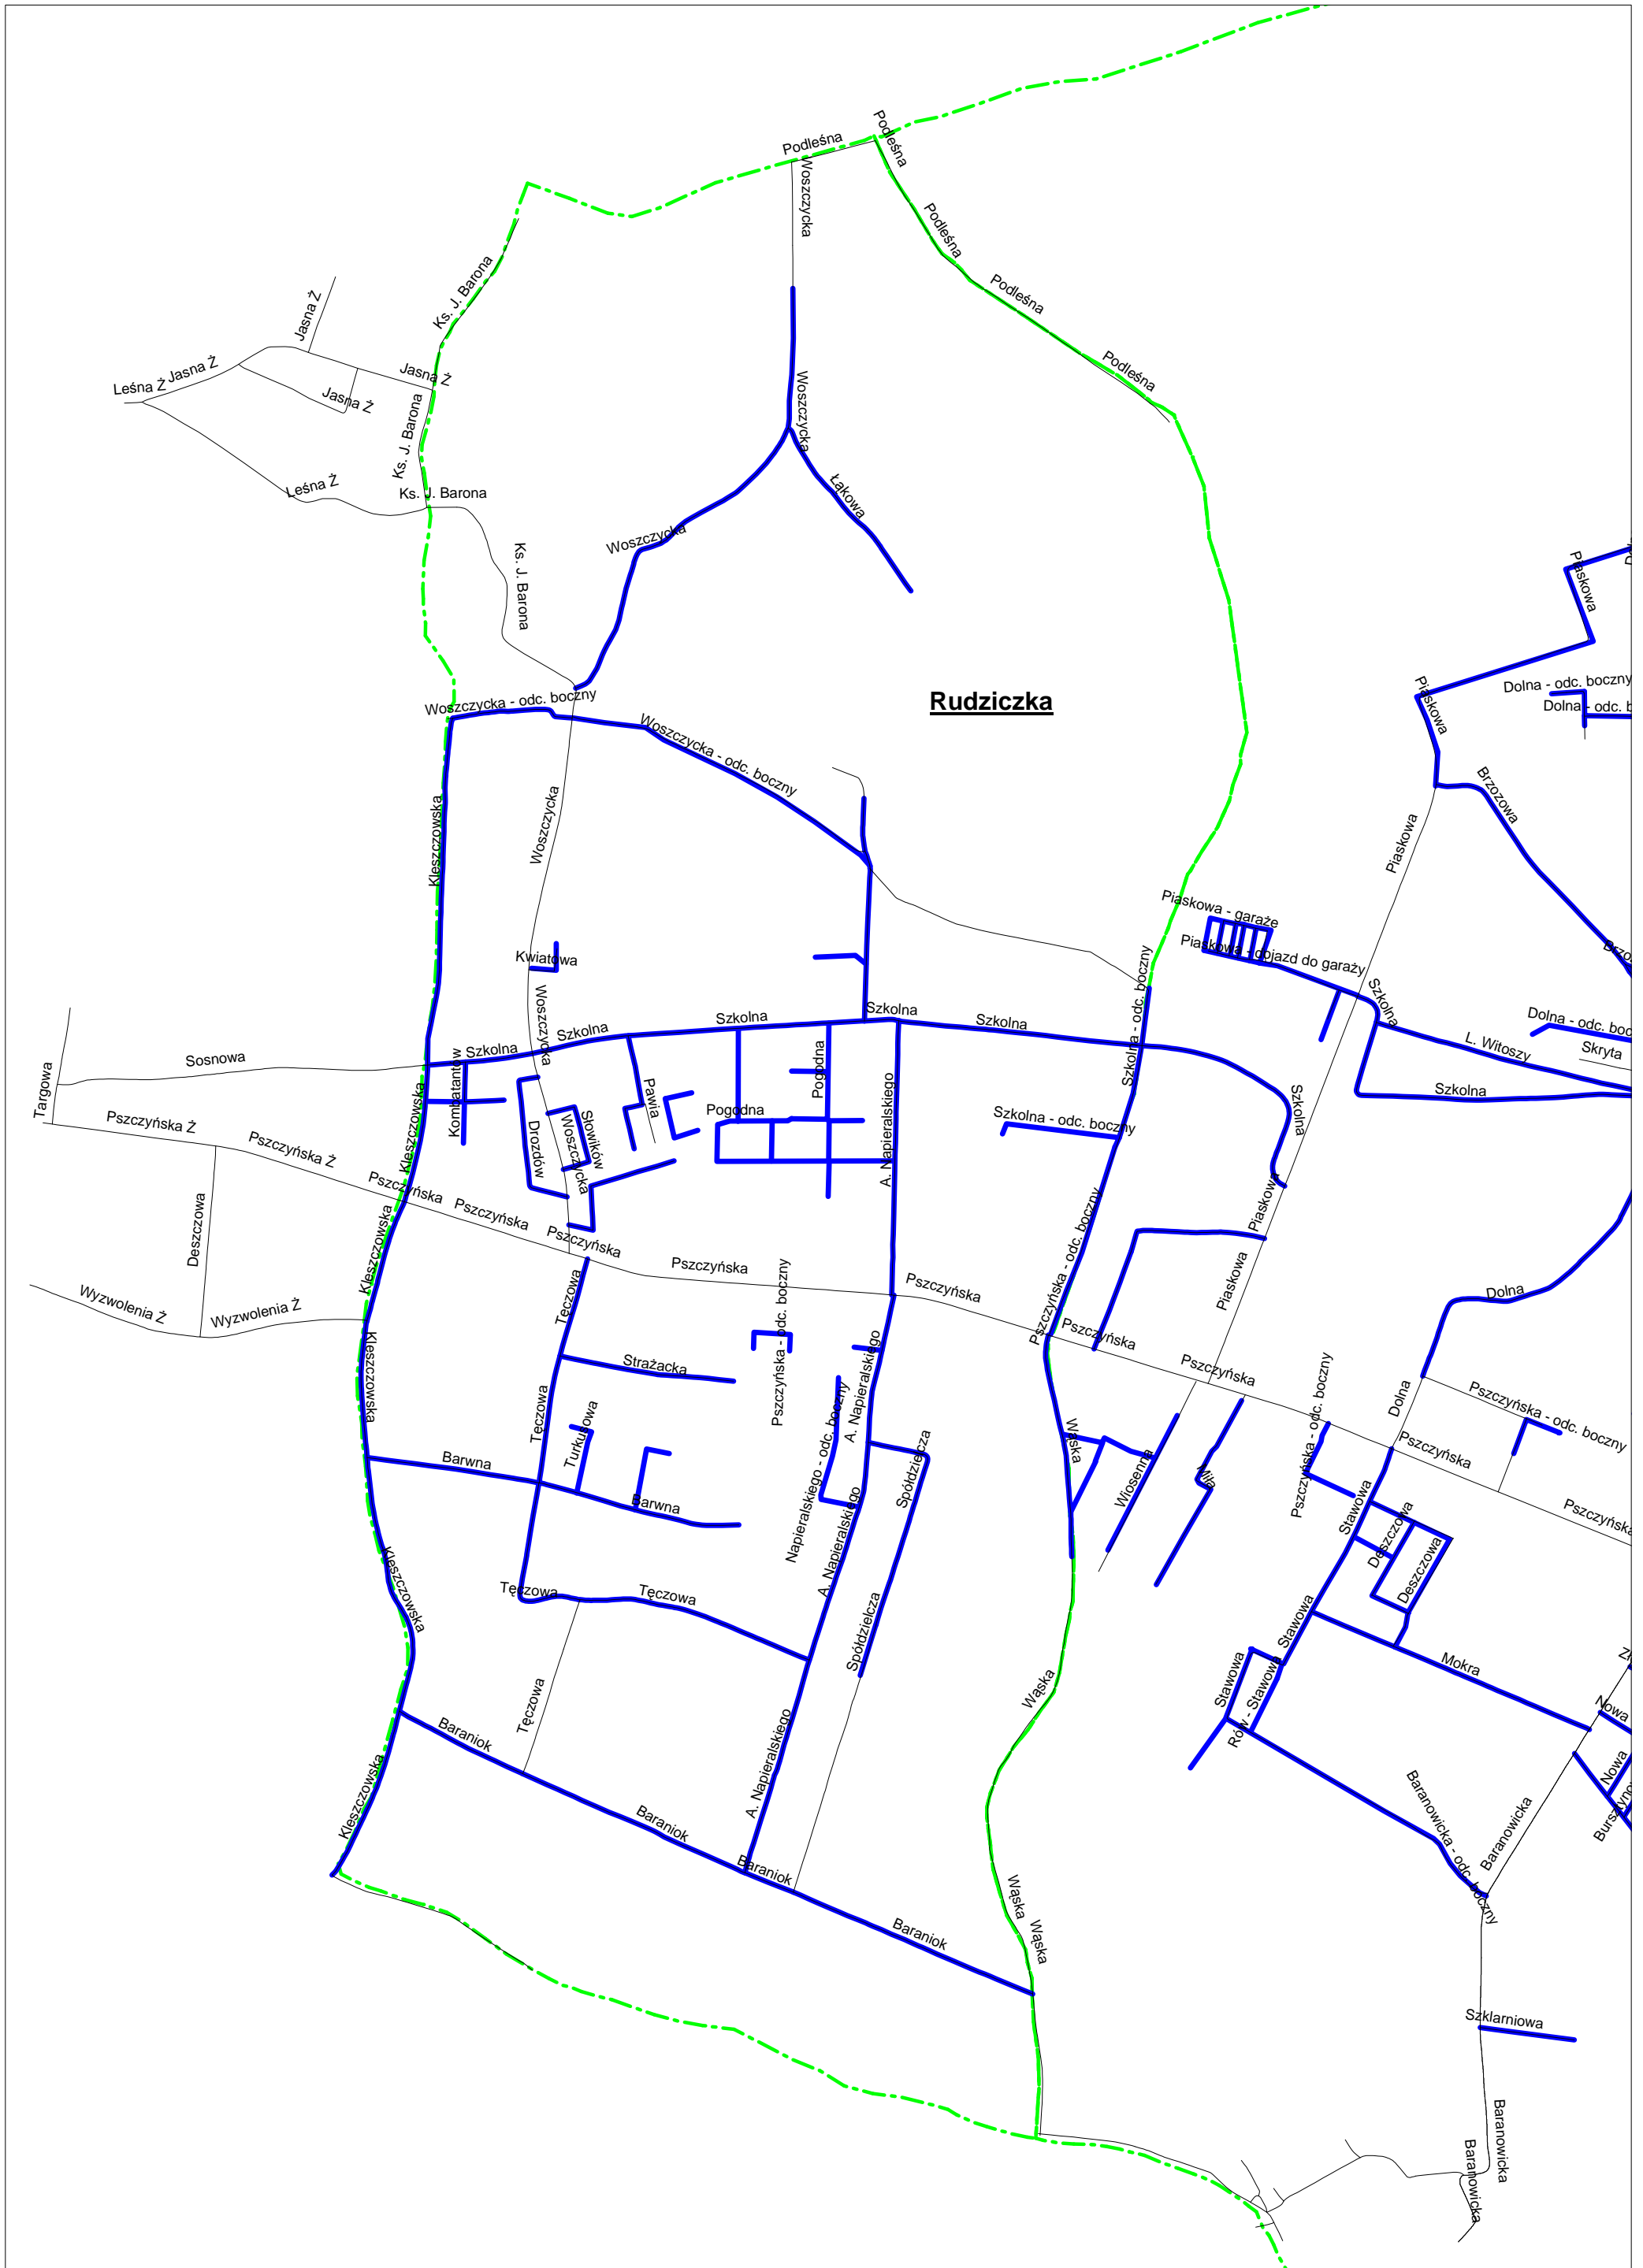 Podleśna
Podleśna
Woszczycka
Podleśna
Ks. J. Barona
Podleśna
Jasna Ż
Podleśna
Jasna Ż
Jasna Ż
Leśna Ż
Jasna Ż
Woszczycka
Ks. J. Barona
Leśna Ż
Ks. J. Barona
Łąkowa
Woszczycka
Ks. J. Barona
Piaskowa
Rudziczka
Woszczycka - odc. boczny
Dolna - odc. boczny
Piaskowa
Dolna - odc. b
Woszczycka - odc. boczny
Brzozowa
Kleszczowska
Woszczycka
Piaskowa
Piaskowa - garaże
Piaskowa - dojazd do garaży
Kwiatowa
Szkolna - odc. boczny
Woszczycka
Szkolna
Szkolna
Szkolna
Szkolna
Szkolna
Szkolna
Dolna - odc. boc
L. Witoszy
Skryta
Sosnowa
Targowa
Kombatantów
Kleszczowska
Pawia
Pogodna
Pogodna
A. Napieralskiego
Szkolna
Szkolna
Szkolna - odc. boczny
Pszczyńska Ż
Pszczyńska Ż
Drozdów
Woszczycka
Słowików
Deszczowa
Pszczyńska
Pszczyńska
Pszczyńska
Kleszczowska
Pszczyńska
Pszczyńska - odc. boczny
Pszczyńska
Pszczyńska - odc. boczny
Piaskowa
Piaskowa
Dolna
Wyzwolenia Ż
Wyzwolenia Ż
Tęczowa
Kleszczowska
Strażacka
A. Napieralskiego
Pszczyńska
Pszczyńska
Pszczyńska - odc. boczny
Dolna
Pszczyńska - odc. boczny
Pszczyńska
Pszczyńska
Tęczowa
Turkusowa
Napieralskiego - odc. boczny
Spółdzielcza
Wąska
Wiosenna
Miła
Barwna
Barwna
A. Napieralskiego
Stawowa
Deszczowa
Deszczowa
Kleszczowska
Tęczowa
Tęczowa
Spółdzielcza
Stawowa
Stawowa
Rów - Stawowa
Mokra
Tęczowa
Wąska
Baraniok
A. Napieralskiego
Kleszczowska
Nowa
Nowa
Baraniok
Baranowicka - odc. boczny
Baranowicka
Baraniok
Wąska
Wąska
Baraniok
Szklarniowa
Baranowicka
Baranowicka